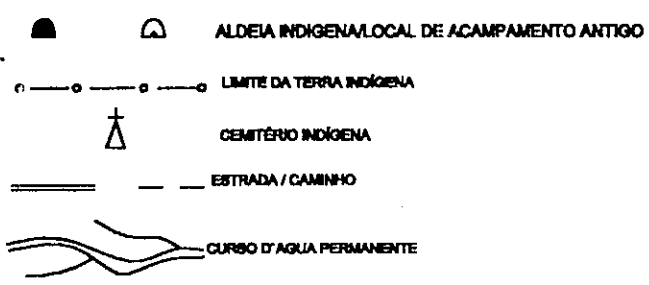 ALDEIA INDIGENA/LOCAL DE ACAMPAMENTO ANTIGO
LIMITE DA TERRA INDÍGENA
CEMITÉRIO INDÍGENA
ESTRADA / CAMINHO
CURSO D'AGUA PERMANENTE